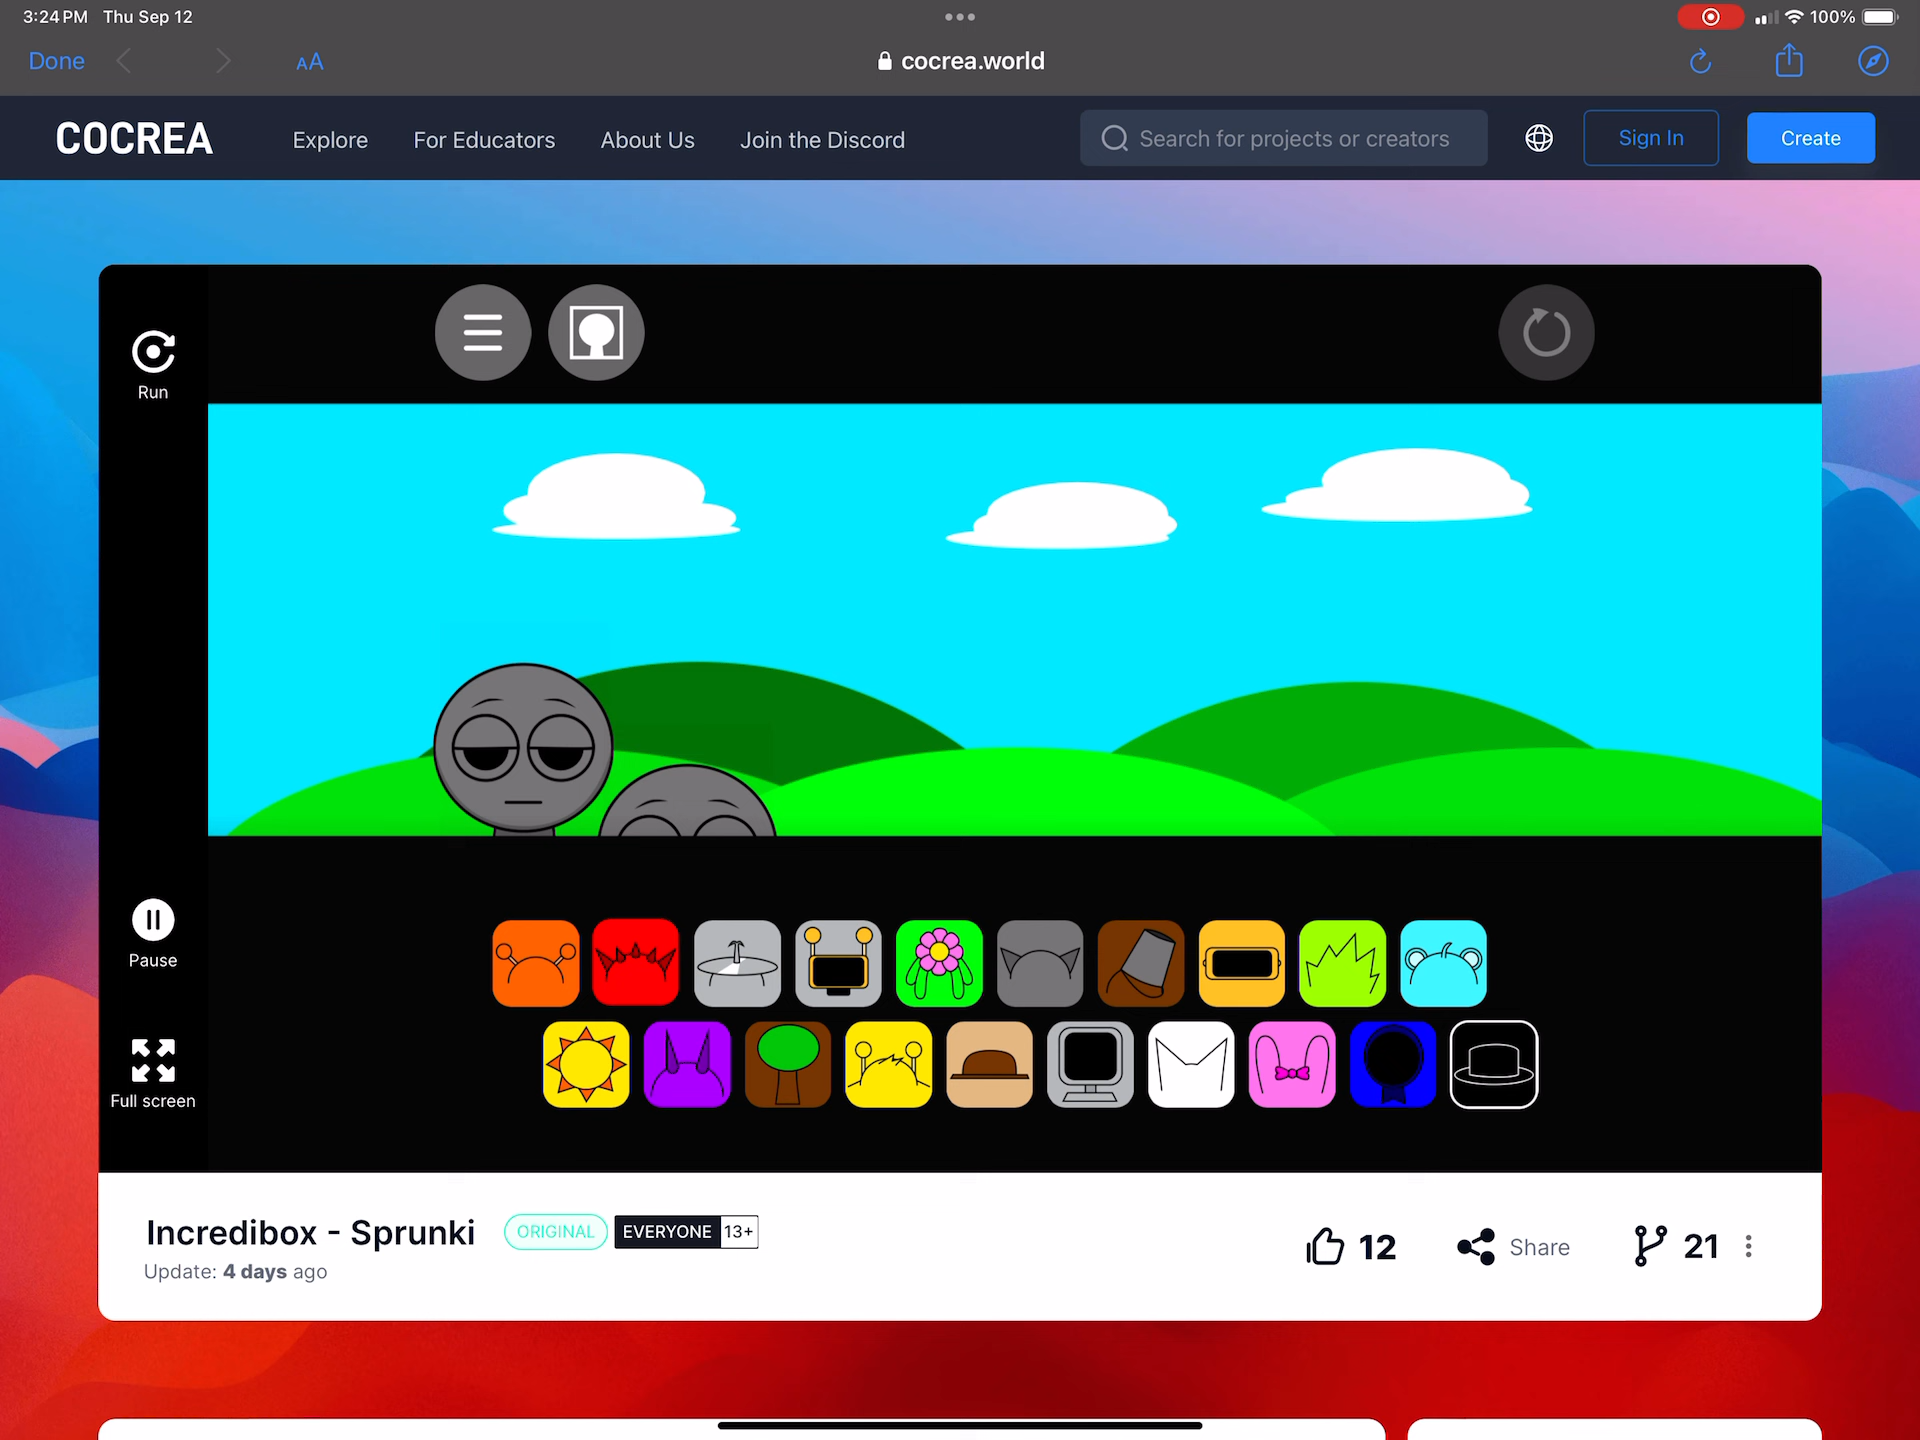 3:24 PM Thu Sep 12
100%
Done
AA
cocrea.world
COCREA
Explore
For Educators
About Us
Join the Discord
Search for projects or creators
Sign In
Create
Run
Pause
Full screen
Incredibox - Sprunki
ORIGINAL
EVERYONE 13+
12
Share
21
Update: 4 days ago